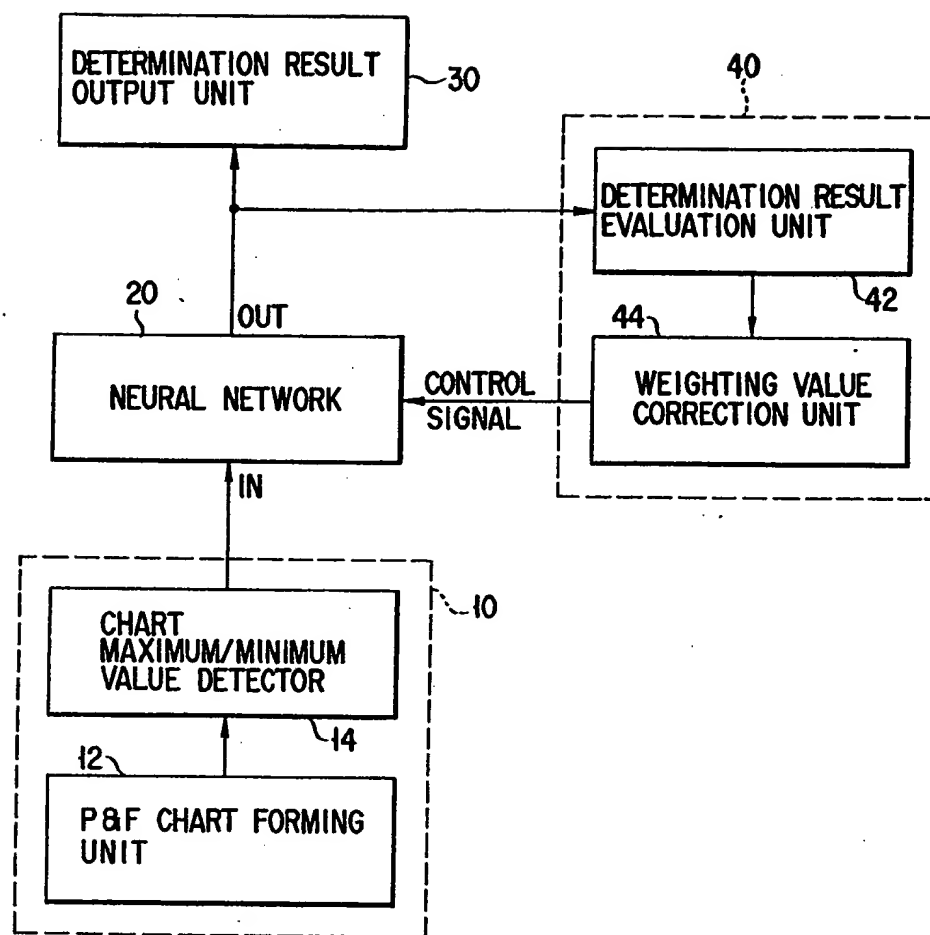 DETERMINATION RESULT
OUTPUT UNIT
30
40
DETERMINATION RESULT
EVALUATION UNIT
42
20
OUT
44
NEURAL NETWORK
CONTROL
SIGNAL
WEIGHTING VALUE
CORRECTION UNIT
IN
10
CHART
MAXIMUM/MINIMUM
VALUE DETECTOR
14
12
P&F CHART FORMING
UNIT